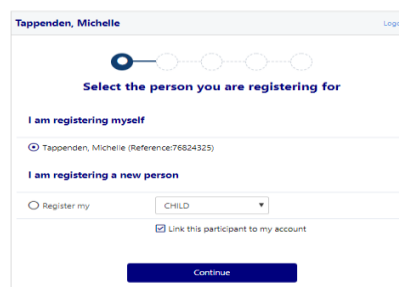 Tappenden, Michelle
Select the person you are registering for
I am registering myself
Tappenden, Michelle (Reference:76824325)
I am registering a new person
Register my CHILD
Link this participant to my account
Continue